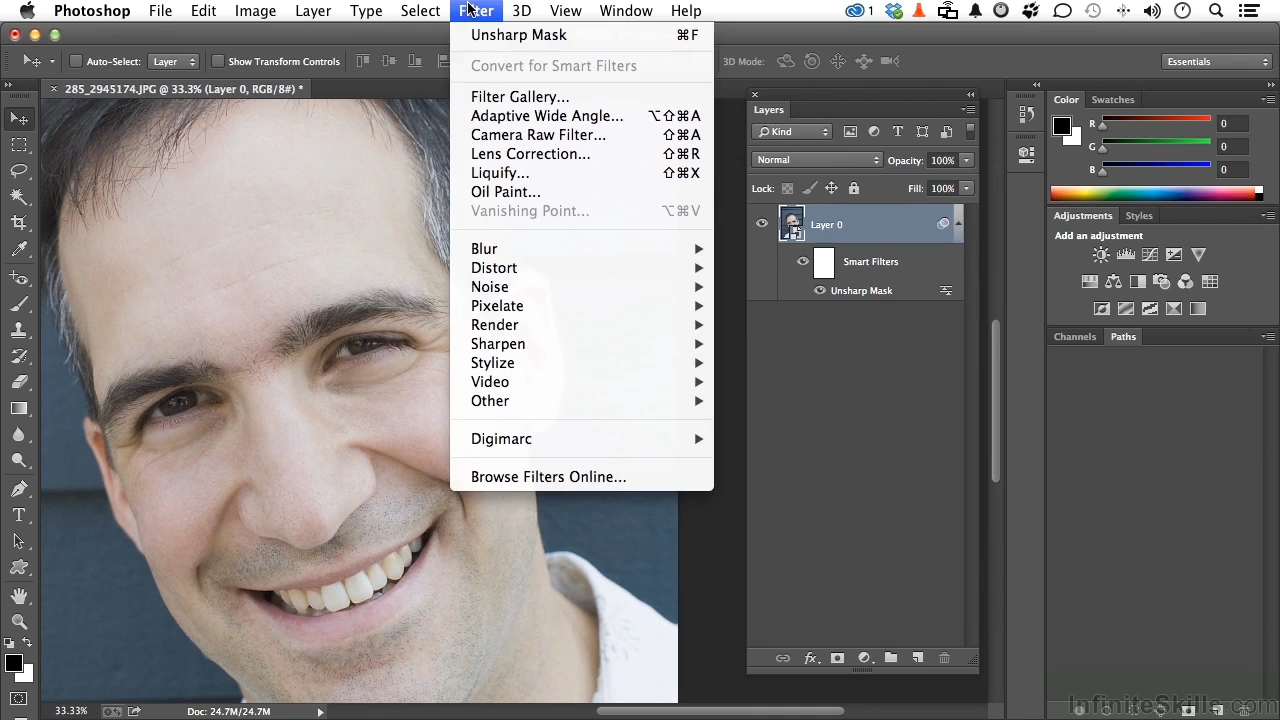 Photoshop File Edit Image Layer Type Select Filter 3D View Window Help
1
Auto-Select: Layer Show Transform Controls 3D Mode: Essentials
285_2945174.JPG @ 33.3% (Layer 0, RGB/8#) *
Unsharp Mask ⌘F
Convert for Smart Filters
Filter Gallery...
Adaptive Wide Angle... ⌥⇧⌘A
Camera Raw Filter... ⇧⌘A
Lens Correction... ⇧⌘R
Liquify... ⇧⌘X
Oil Paint...
Vanishing Point... ⌥⌘V
Blur
Distort
Noise
Pixelate
Render
Sharpen
Stylize
Video
Other
Digimarc
Browse Filters Online...
Layers
Kind
Normal Opacity: 100%
Lock: Fill: 100%
Layer 0
Smart Filters
Unsharp Mask
fx
Color Swatches
R 0
G 0
B 0
Adjustments Styles
Add an adjustment
Channels Paths
T
33.33% Doc: 24.7M/24.7M
InfiniteSkills.com